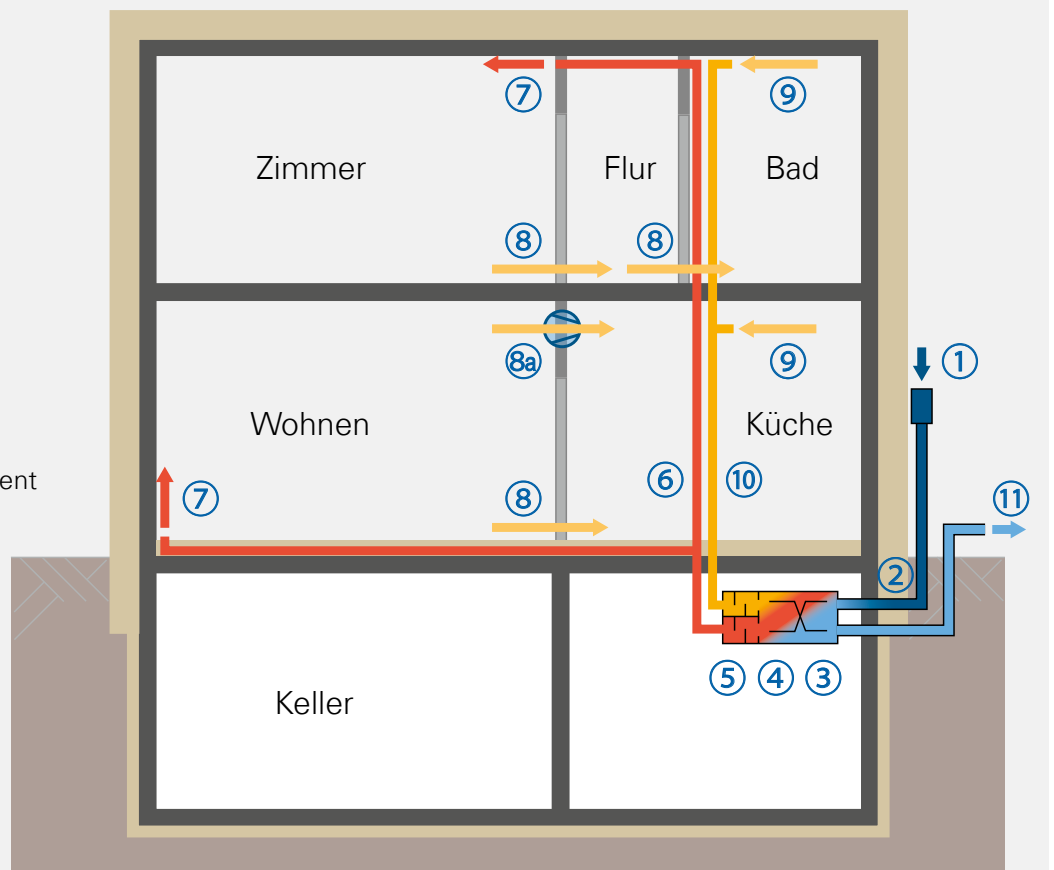 ⑦
⑨
Zimmer
Flur
Bad
⑧
⑧
8a
⑨
①
Wohnen
Küche
ent
⑦
⑥
⑩
⑪
⑧
②
⑤
④
③
Keller